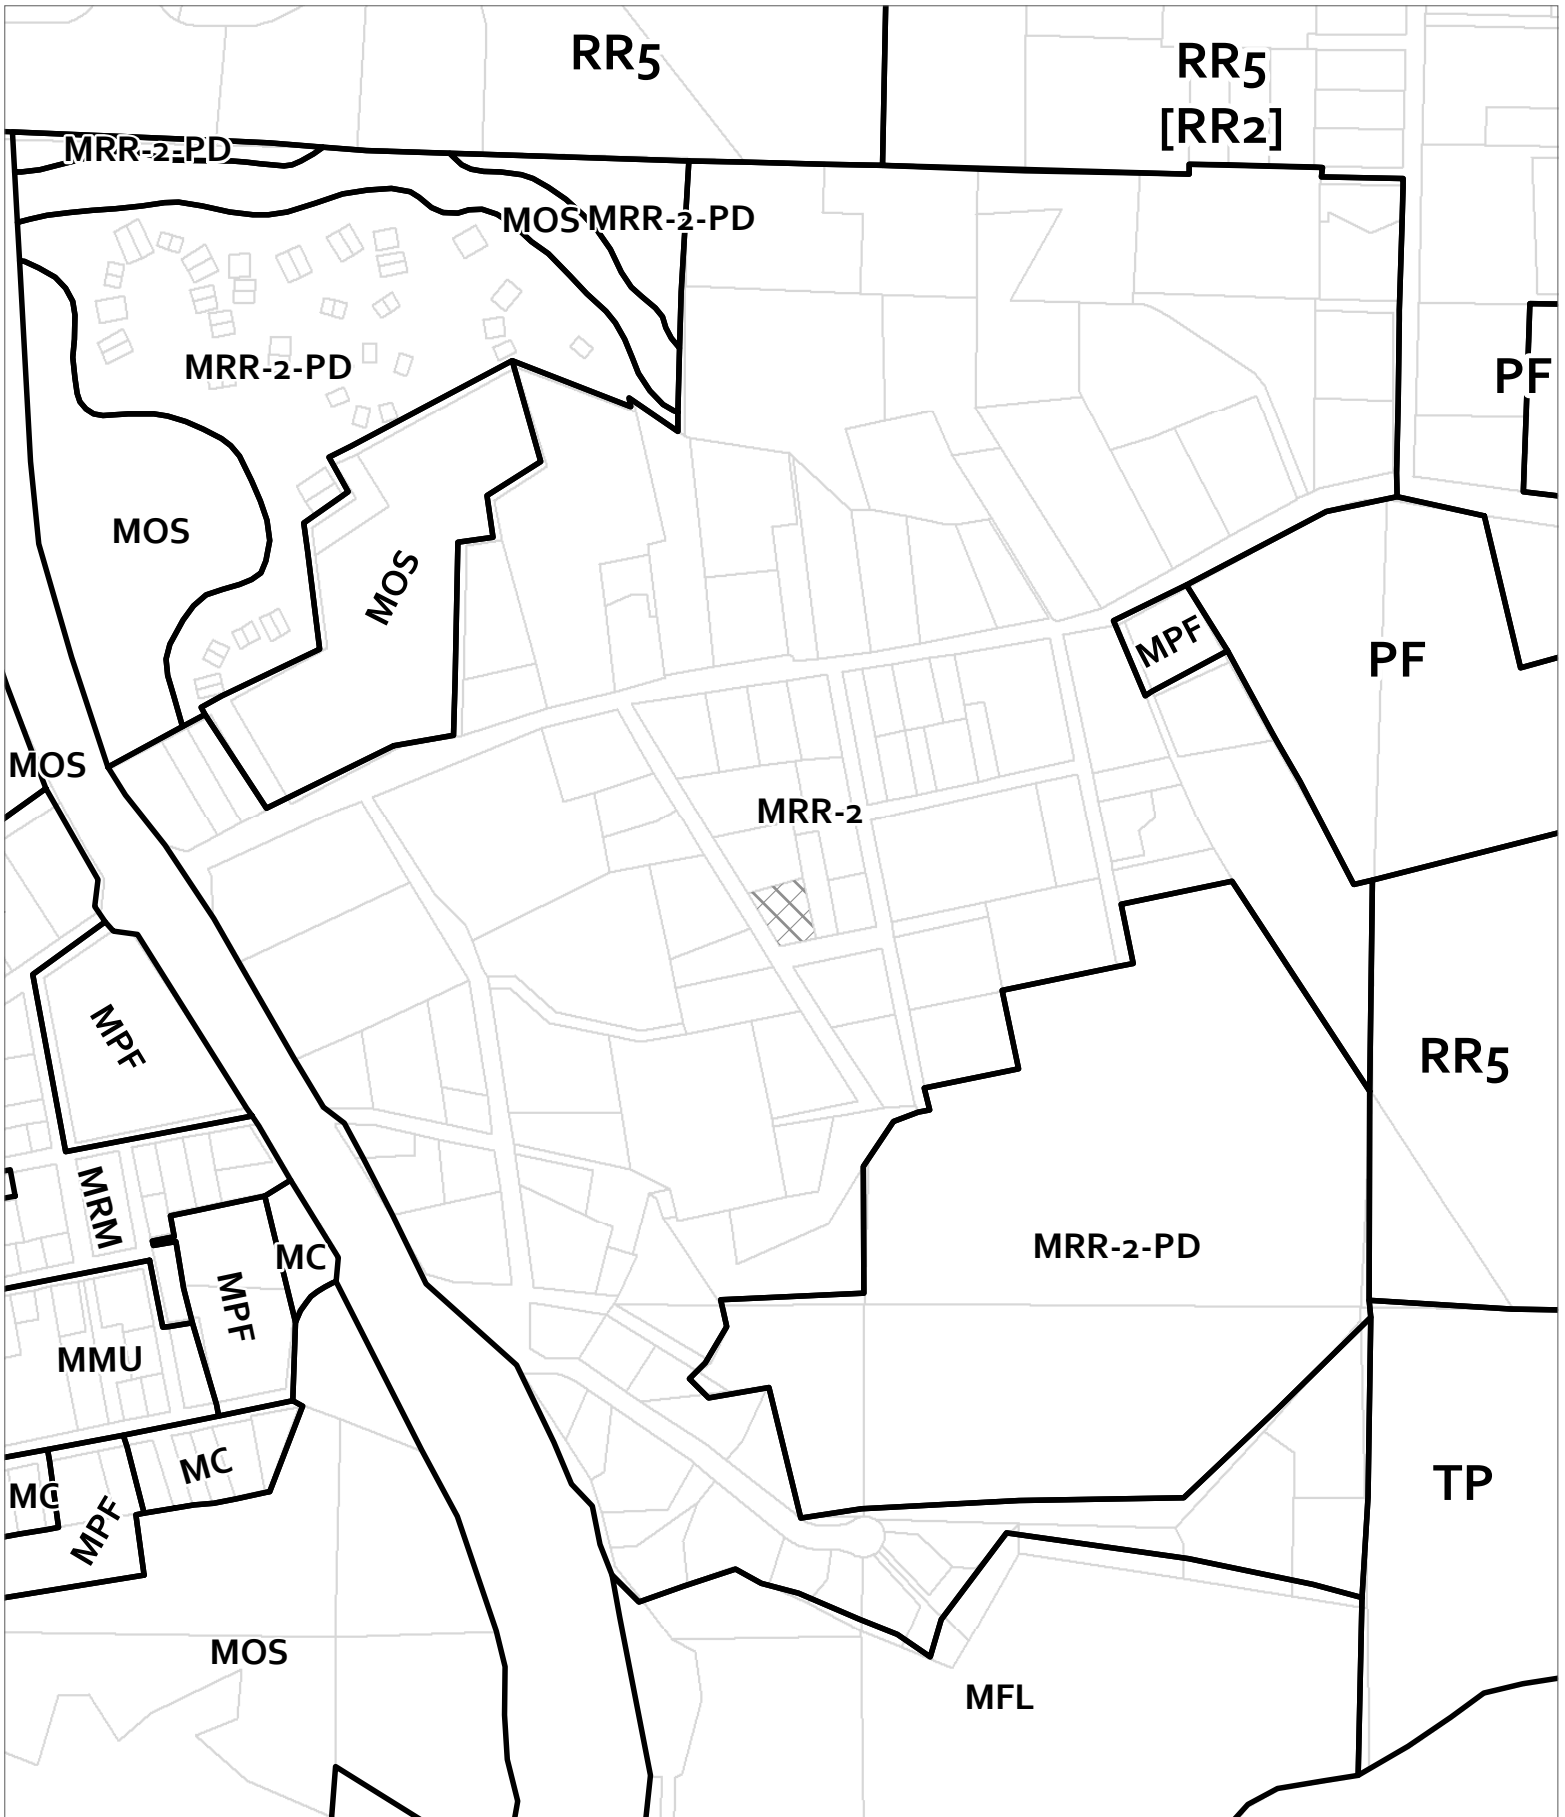 RR5
RR5
[RR2]
MRR-2-PD
MOS
MRR-2-PD
MRR-2-PD
PF
MOS
MOS
MPF
PF
MOS
MRR-2
MPF
RR5
MRM
MC
MRR-2-PD
MPF
MMU
MC
MC
TP
MPF
MOS
MFL